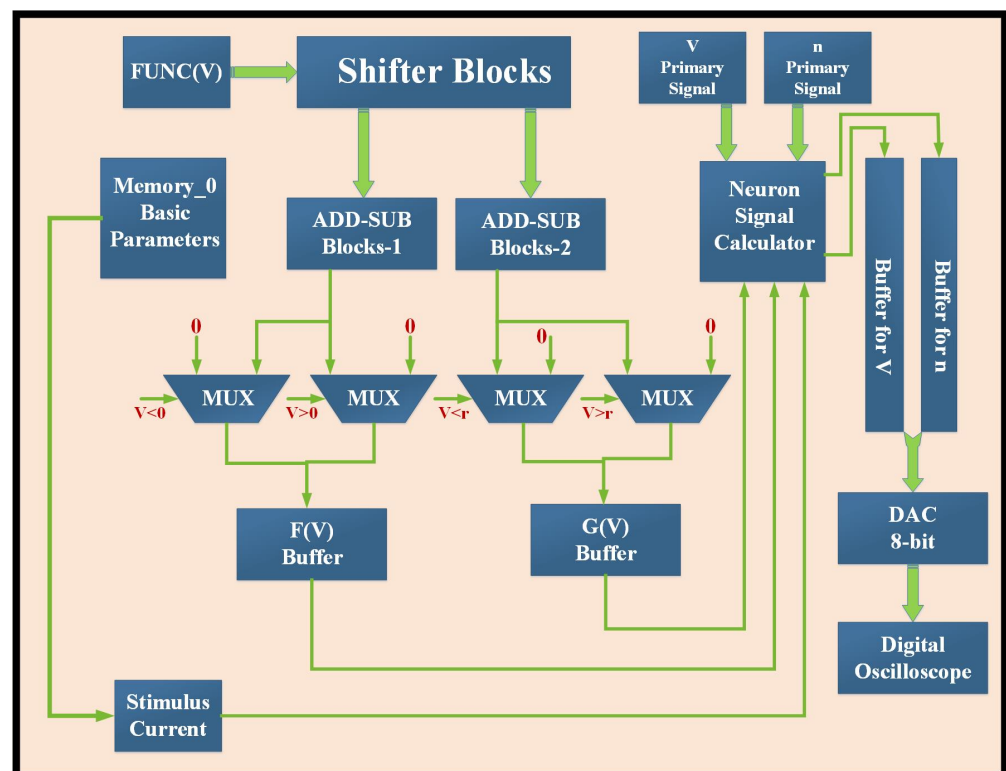 FUNC(V)
Shifter Blocks
V
Primary
Signal
n
Primary
Signal
Memory_0
Basic
Parameters
ADD-SUB
Blocks-1
ADD-SUB
Blocks-2
Neuron
Signal
Calculator
Buffer for V
Buffer for n
0
0
0
0
V<0
MUX
V>0
MUX
V<r
MUX
V>r
MUX
F(V)
Buffer
G(V)
Buffer
DAC
8-bit
Digital
Oscilloscope
Stimulus
Current